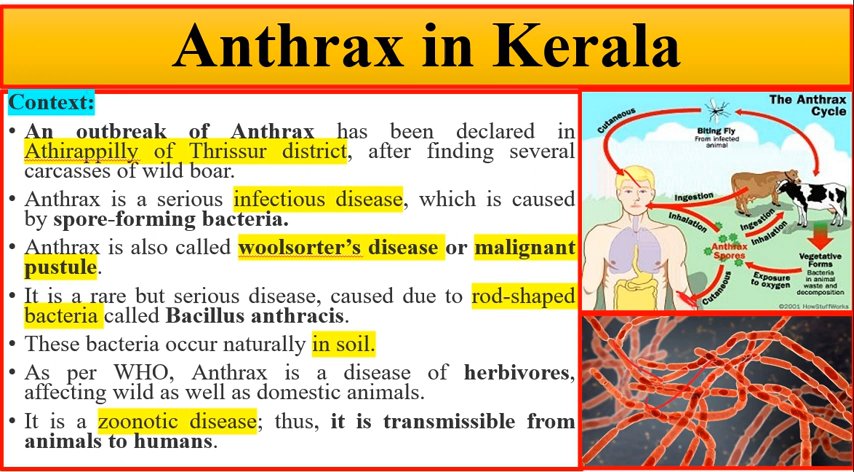 Anthrax in Kerala
Context:
• An outbreak of Anthrax has been declared in
Athirappilly of Thrissur district, after finding several
carcasses of wild boar.
• Anthrax is a serious infectious disease, which is caused
by spore-forming bacteria.
• Anthrax is also called woolsorter’s disease or malignant
pustule.
• It is a rare but serious disease, caused due to rod-shaped
bacteria called Bacillus anthracis.
• These bacteria occur naturally in soil.
• As per WHO, Anthrax is a disease of herbivores,
affecting wild as well as domestic animals.
• It is a zoonotic disease; thus, it is transmissible from
animals to humans.
The Anthrax
Cycle
Cutaneous
Biting Fly
From infected
animal
Ingestion
Inhalation
Ingestion
Inhalation
Anthrax
Spores
Cutaneous
Exposure
to oxygen
Vegetative
Forms
Bacteria
in animal
waste and
decomposition
©2001 HowStuffWorks